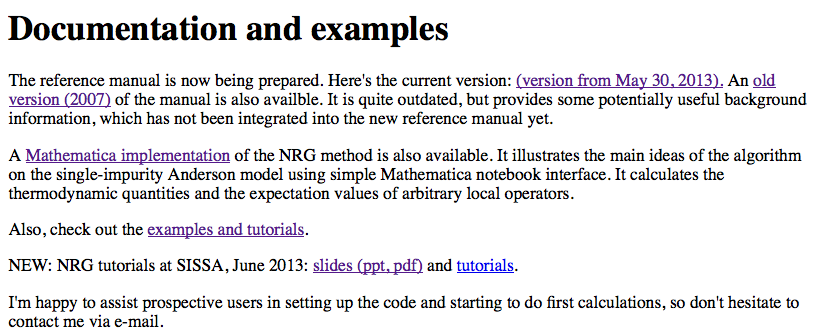 Documentation and examples
The reference manual is now being prepared. Here's the current version: (version from May 30, 2013). An old
version (2007) of the manual is also availble. It is quite outdated, but provides some potentially useful background
information, which has not been integrated into the new reference manual yet.
A Mathematica implementation of the NRG method is also available. It illustrates the main ideas of the algorithm
on the single-impurity Anderson model using simple Mathematica notebook interface. It calculates the
thermodynamic quantities and the expectation values of arbitrary local operators.
Also, check out the examples and tutorials.
NEW: NRG tutorials at SISSA, June 2013: slides (ppt, pdf) and tutorials.
I'm happy to assist prospective users in setting up the code and starting to do first calculations, so don't hesitate to
contact me via e-mail.